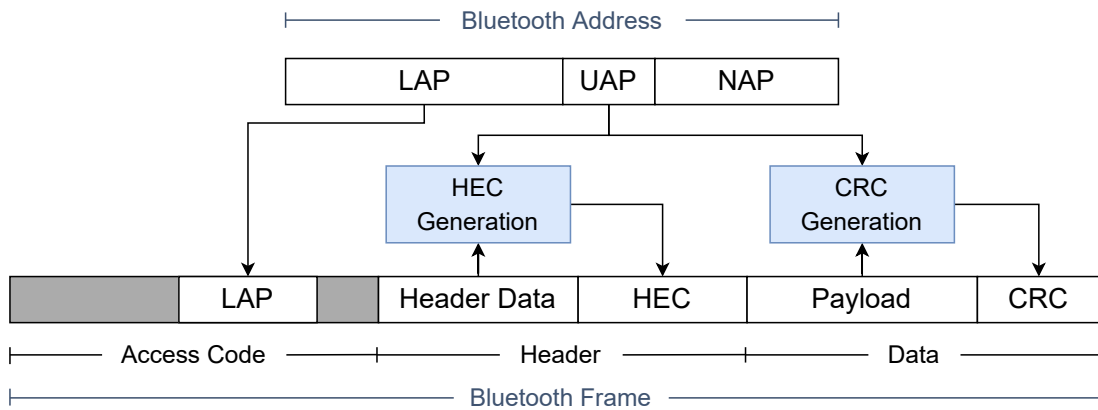 Bluetooth Address
LAP UAP NAP
HEC
Generation
CRC
Generation
LAP Header Data HEC Payload CRC
Access Code Header Data
Bluetooth Frame